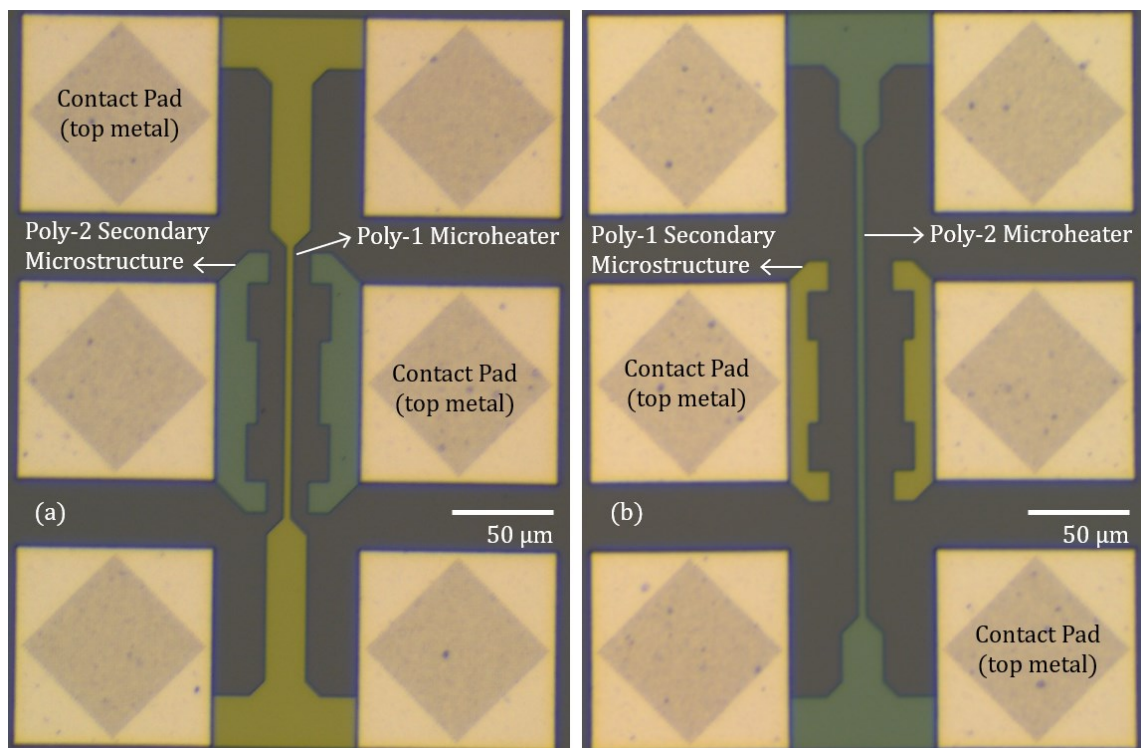 Contact Pad
(top metal)
Poly-2 Secondary
Microstructure
Poly-1 Microheater
Contact Pad
(top metal)
(a)
50 μm
Poly-1 Secondary
Microstructure
Poly-2 Microheater
Contact Pad
(top metal)
(b)
50 μm
Contact Pad
(top metal)